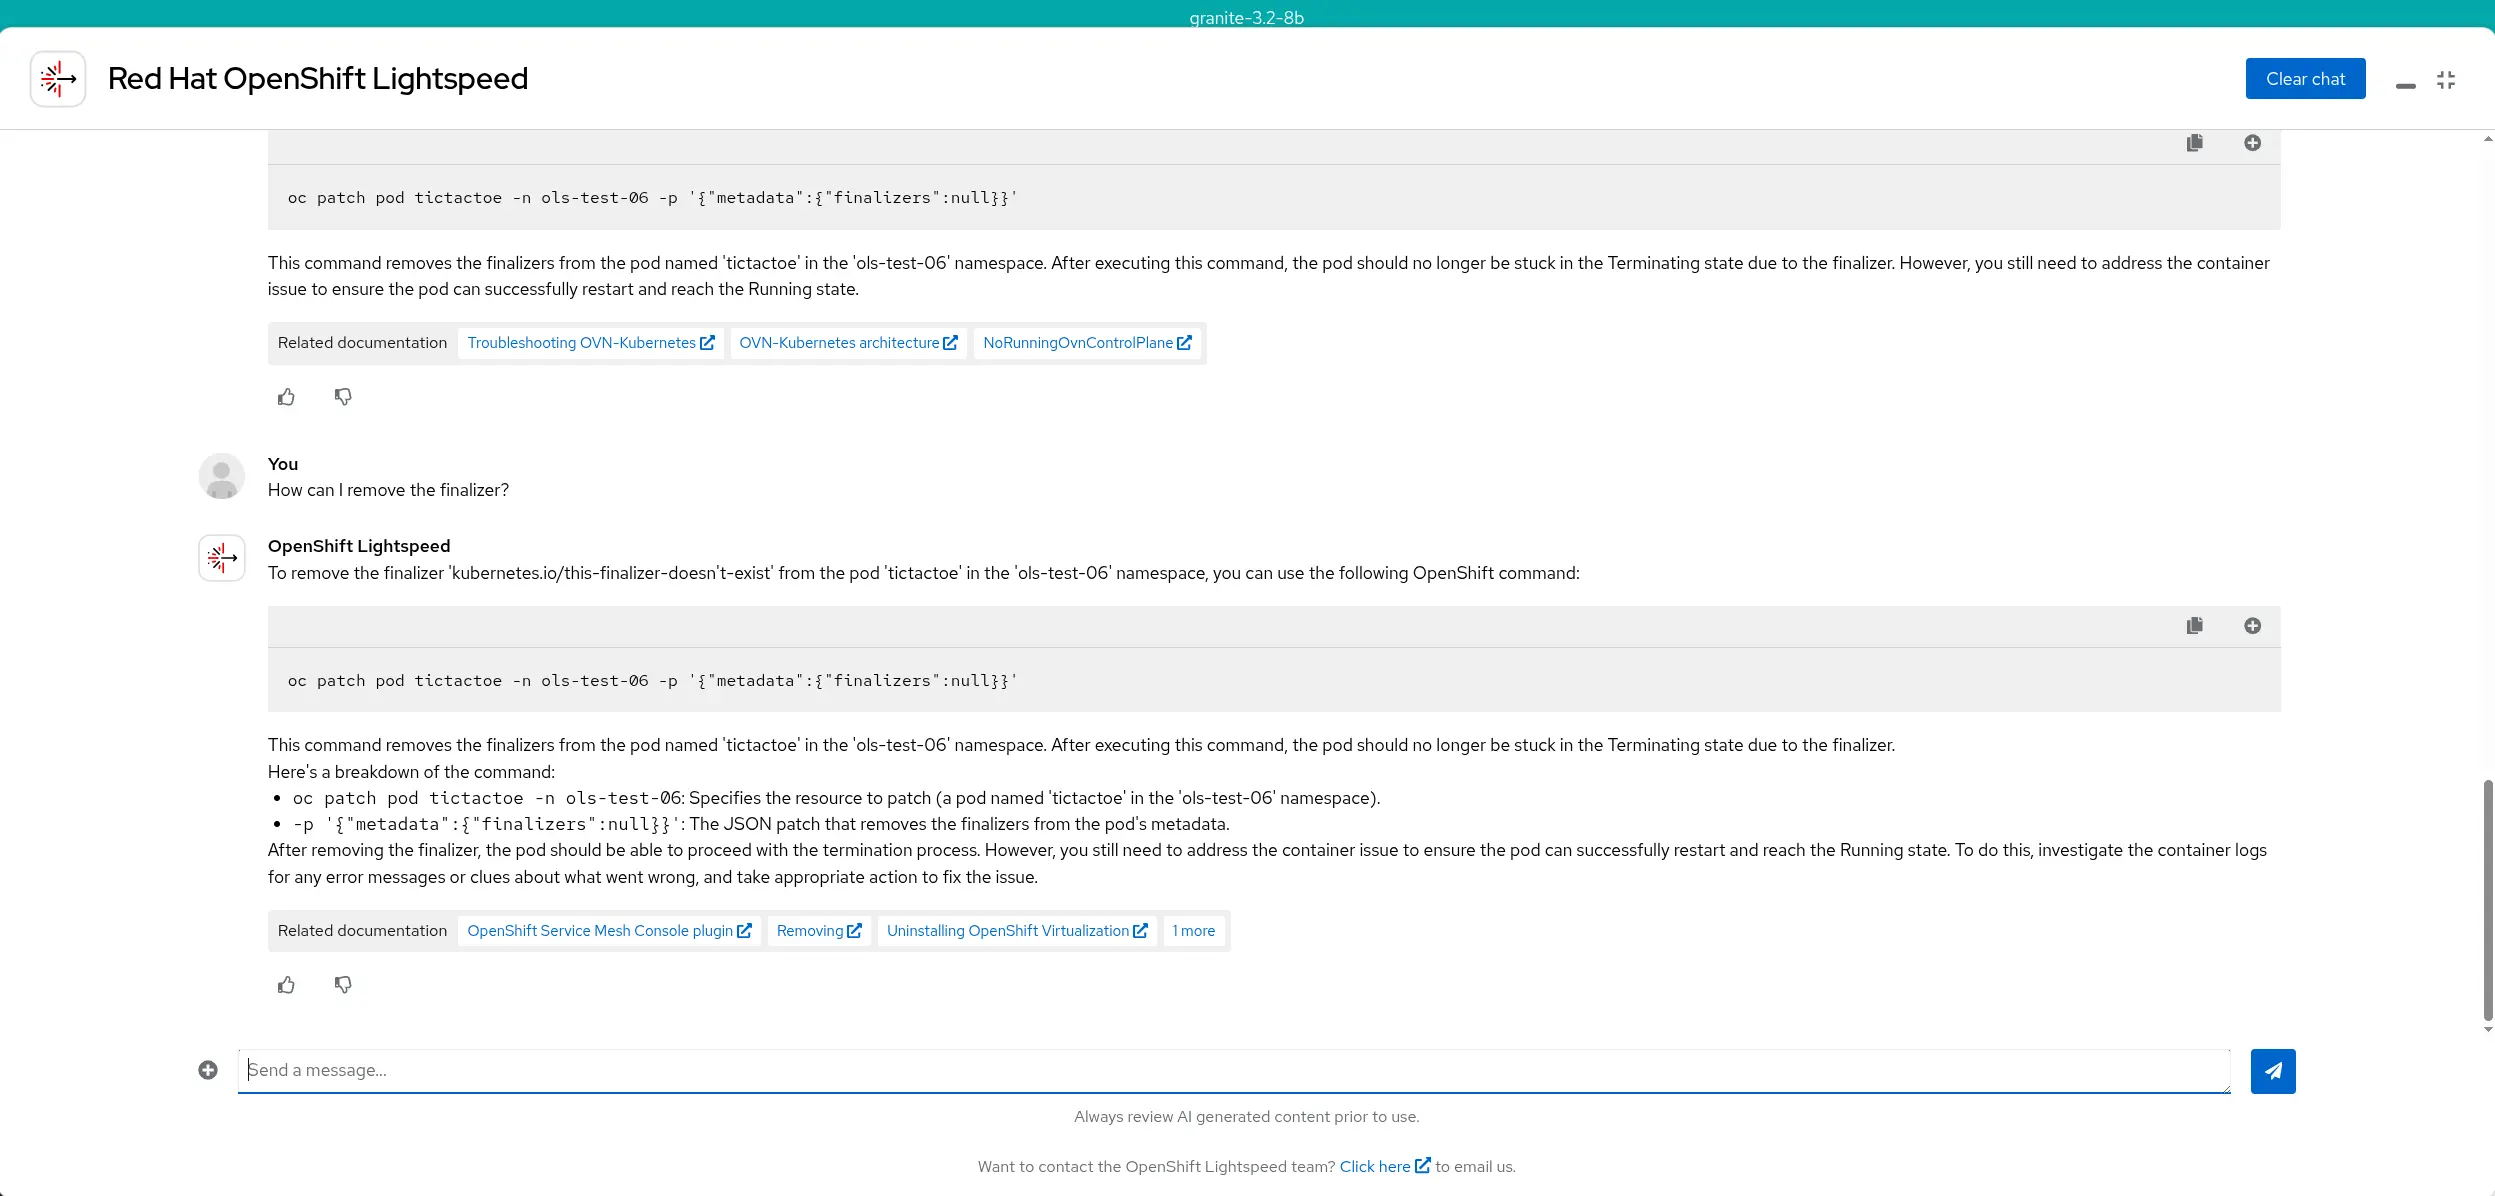 granite-3.2-8b
Red Hat OpenShift Lightspeed
Clear chat
oc patch pod tictactoe -n ols-test-06 -p '{"metadata":{"finalizers":null}}'
This command removes the finalizers from the pod named 'tictactoe' in the 'ols-test-06' namespace. After executing this command, the pod should no longer be stuck in the Terminating state due to the finalizer. However, you still need to address the container
issue to ensure the pod can successfully restart and reach the Running state.
Related documentation Troubleshooting OVN-Kubernetes OVN-Kubernetes architecture NoRunningOvnControlPlane
You
How can I remove the finalizer?
OpenShift Lightspeed
To remove the finalizer 'kubernetes.io/this-finalizer-doesn't-exist' from the pod 'tictactoe' in the 'ols-test-06' namespace, you can use the following OpenShift command:
oc patch pod tictactoe -n ols-test-06 -p '{"metadata":{"finalizers":null}}'
This command removes the finalizers from the pod named 'tictactoe' in the 'ols-test-06' namespace. After executing this command, the pod should no longer be stuck in the Terminating state due to the finalizer.
Here's a breakdown of the command:
• oc patch pod tictactoe -n ols-test-06: Specifies the resource to patch (a pod named 'tictactoe' in the 'ols-test-06' namespace).
• -p '{"metadata":{"finalizers":null}}': The JSON patch that removes the finalizers from the pod's metadata.
After removing the finalizer, the pod should be able to proceed with the termination process. However, you still need to address the container issue to ensure the pod can successfully restart and reach the Running state. To do this, investigate the container logs
for any error messages or clues about what went wrong, and take appropriate action to fix the issue.
Related documentation OpenShift Service Mesh Console plugin Removing Uninstalling OpenShift Virtualization 1 more
Send a message...
Always review AI generated content prior to use.
Want to contact the OpenShift Lightspeed team? Click here to email us.